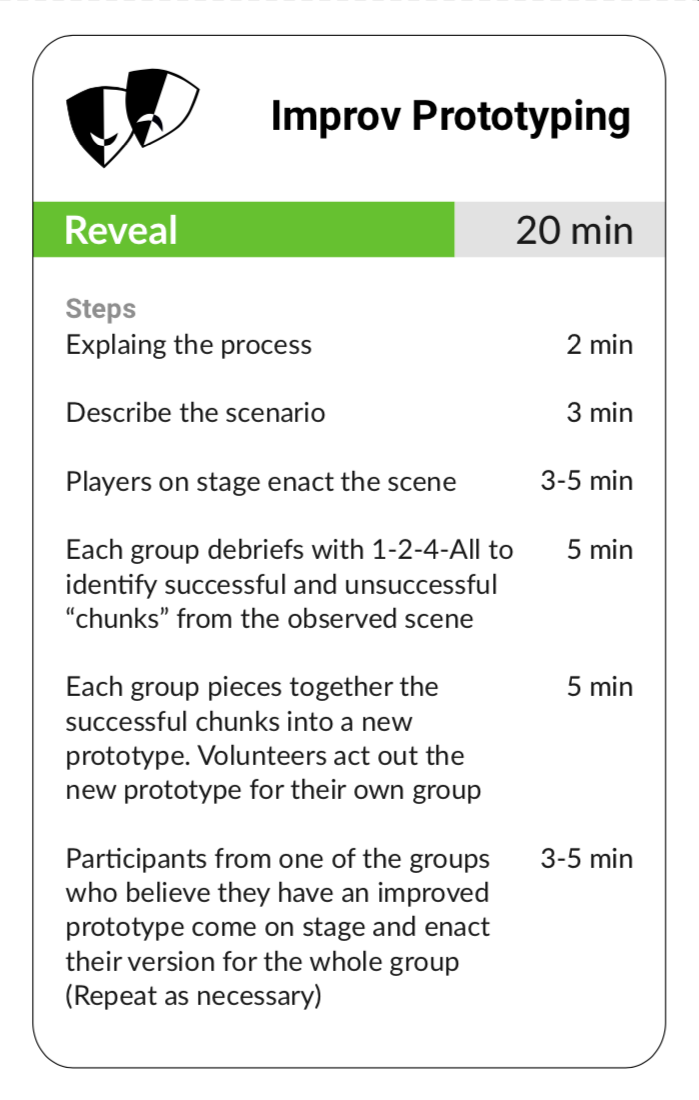 Improv Prototyping
Reveal 20 min
Steps
Explaing the process 2 min
Describe the scenario 3 min
Players on stage enact the scene 3-5 min
Each group debriefs with 1-2-4-All to 5 min
identify successful and unsuccessful
“chunks” from the observed scene
Each group pieces together the 5 min
successful chunks into a new
prototype. Volunteers act out the
new prototype for their own group
Participants from one of the groups 3-5 min
who believe they have an improved
prototype come on stage and enact
their version for the whole group
(Repeat as necessary)